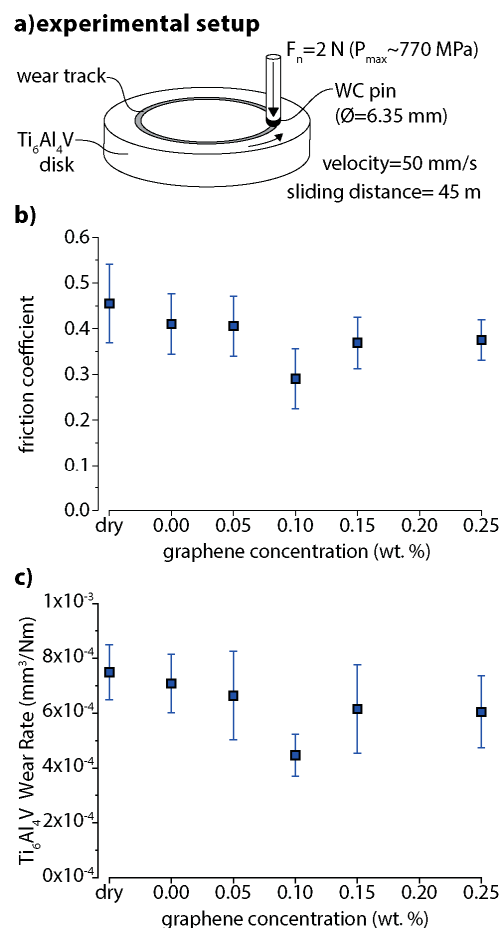 a)experimental setup
Fn=2 N (Pmax~770 MPa)
wear track
WC pin
(Ø=6.35 mm)
Ti6Al4V
disk
velocity=50 mm/s
sliding distance= 45 m
b)
0.6
0.5
0.4
0.3
0.2
0.1
0.0
friction coefficient
dry 0.00 0.05 0.10 0.15 0.20 0.25
graphene concentration (wt. %)
c)
1x10-3
8x10-4
6x10-4
4x10-4
2x10-4
0x10-4
Ti6Al4V Wear Rate (mm3/Nm)
dry 0.00 0.05 0.10 0.15 0.20 0.25
graphene concentration (wt. %)